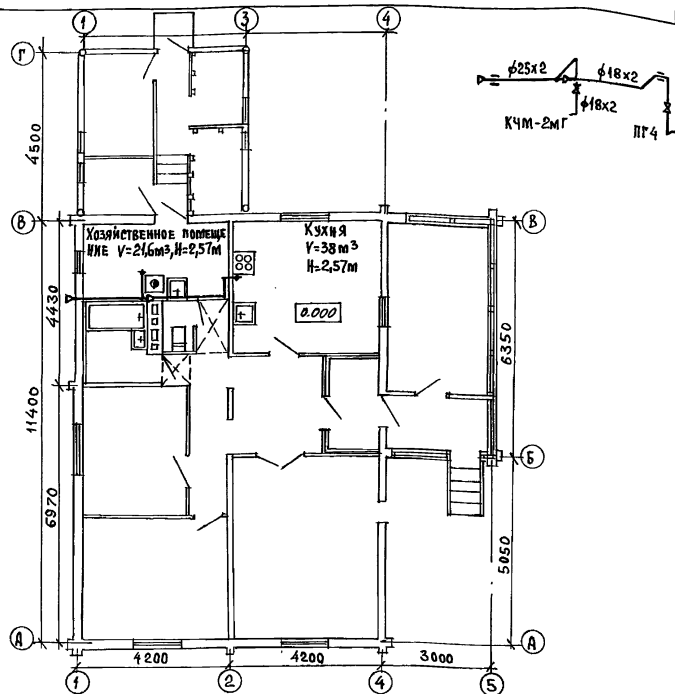 1
3
4
Г
4500
ф25х2
ф18х2
ф18х2
КЧМ-2МГ
ПГ4
В
В
ХОЗЯЙСТВЕННОЕ ПОМЕЩЕ
НИЕ V=21,6м³, H=2,57м
КУХНЯ
V=38м³
H=2,57м
0.000
4430
11400
6970
6350
Б
5050
А
А
4200
4200
3000
1
2
4
5